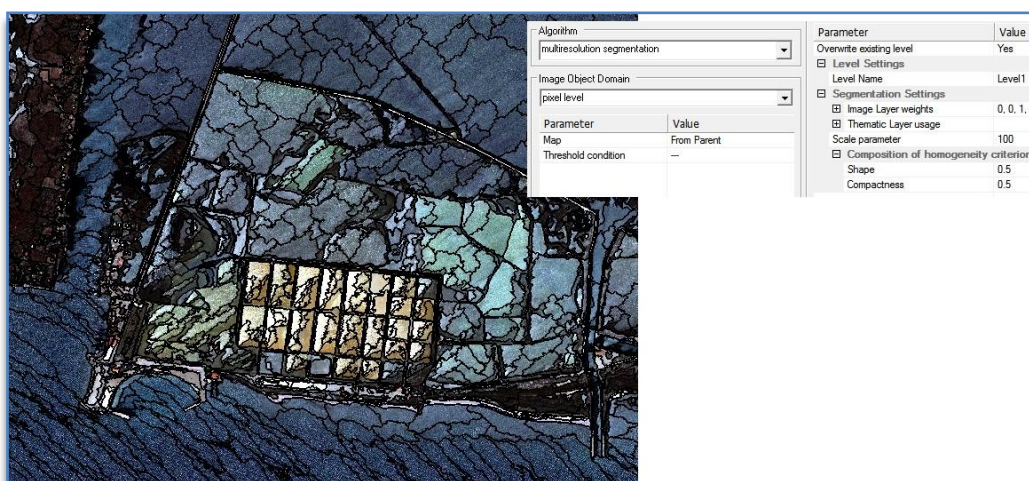 Algorithm
multiresolution segmentation
Image Object Domain
pixel level
Parameter Value
Map From Parent
Threshold condition —
Parameter Value
Overwrite existing level Yes
Level Settings
Level Name Level1
Segmentation Settings
Image Layer weights 0, 0, 1,
Thematic Layer usage
Scale parameter 100
Composition of homogeneity criterion
Shape 0.5
Compactness 0.5